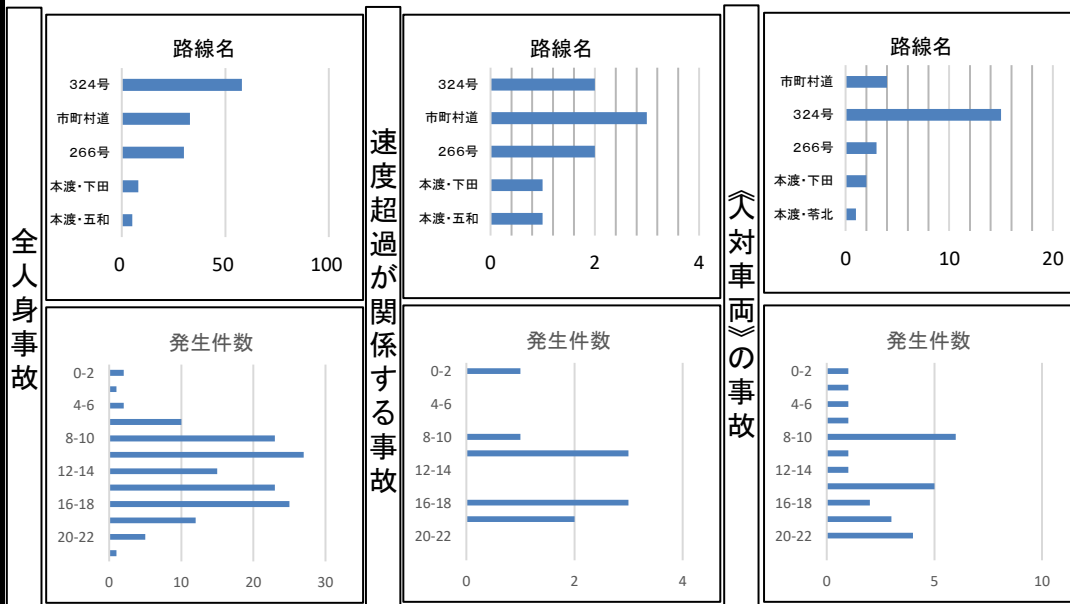 全人身事故
路線名
324号
市町村道
266号
本渡・下田
本渡・五和
0 50 100
発生件数
0-2
4-6
8-10
12-14
16-18
20-22
0 10 20 30
速度超過が関係する事故
路線名
324号
市町村道
266号
本渡・下田
本渡・五和
0 2 4
発生件数
0-2
4-6
8-10
12-14
16-18
20-22
0 2 4
《人対車両》の事故
路線名
市町村道
324号
266号
本渡・下田
本渡・苓北
0 10 20
発生件数
0-2
4-6
8-10
12-14
16-18
20-22
0 5 10